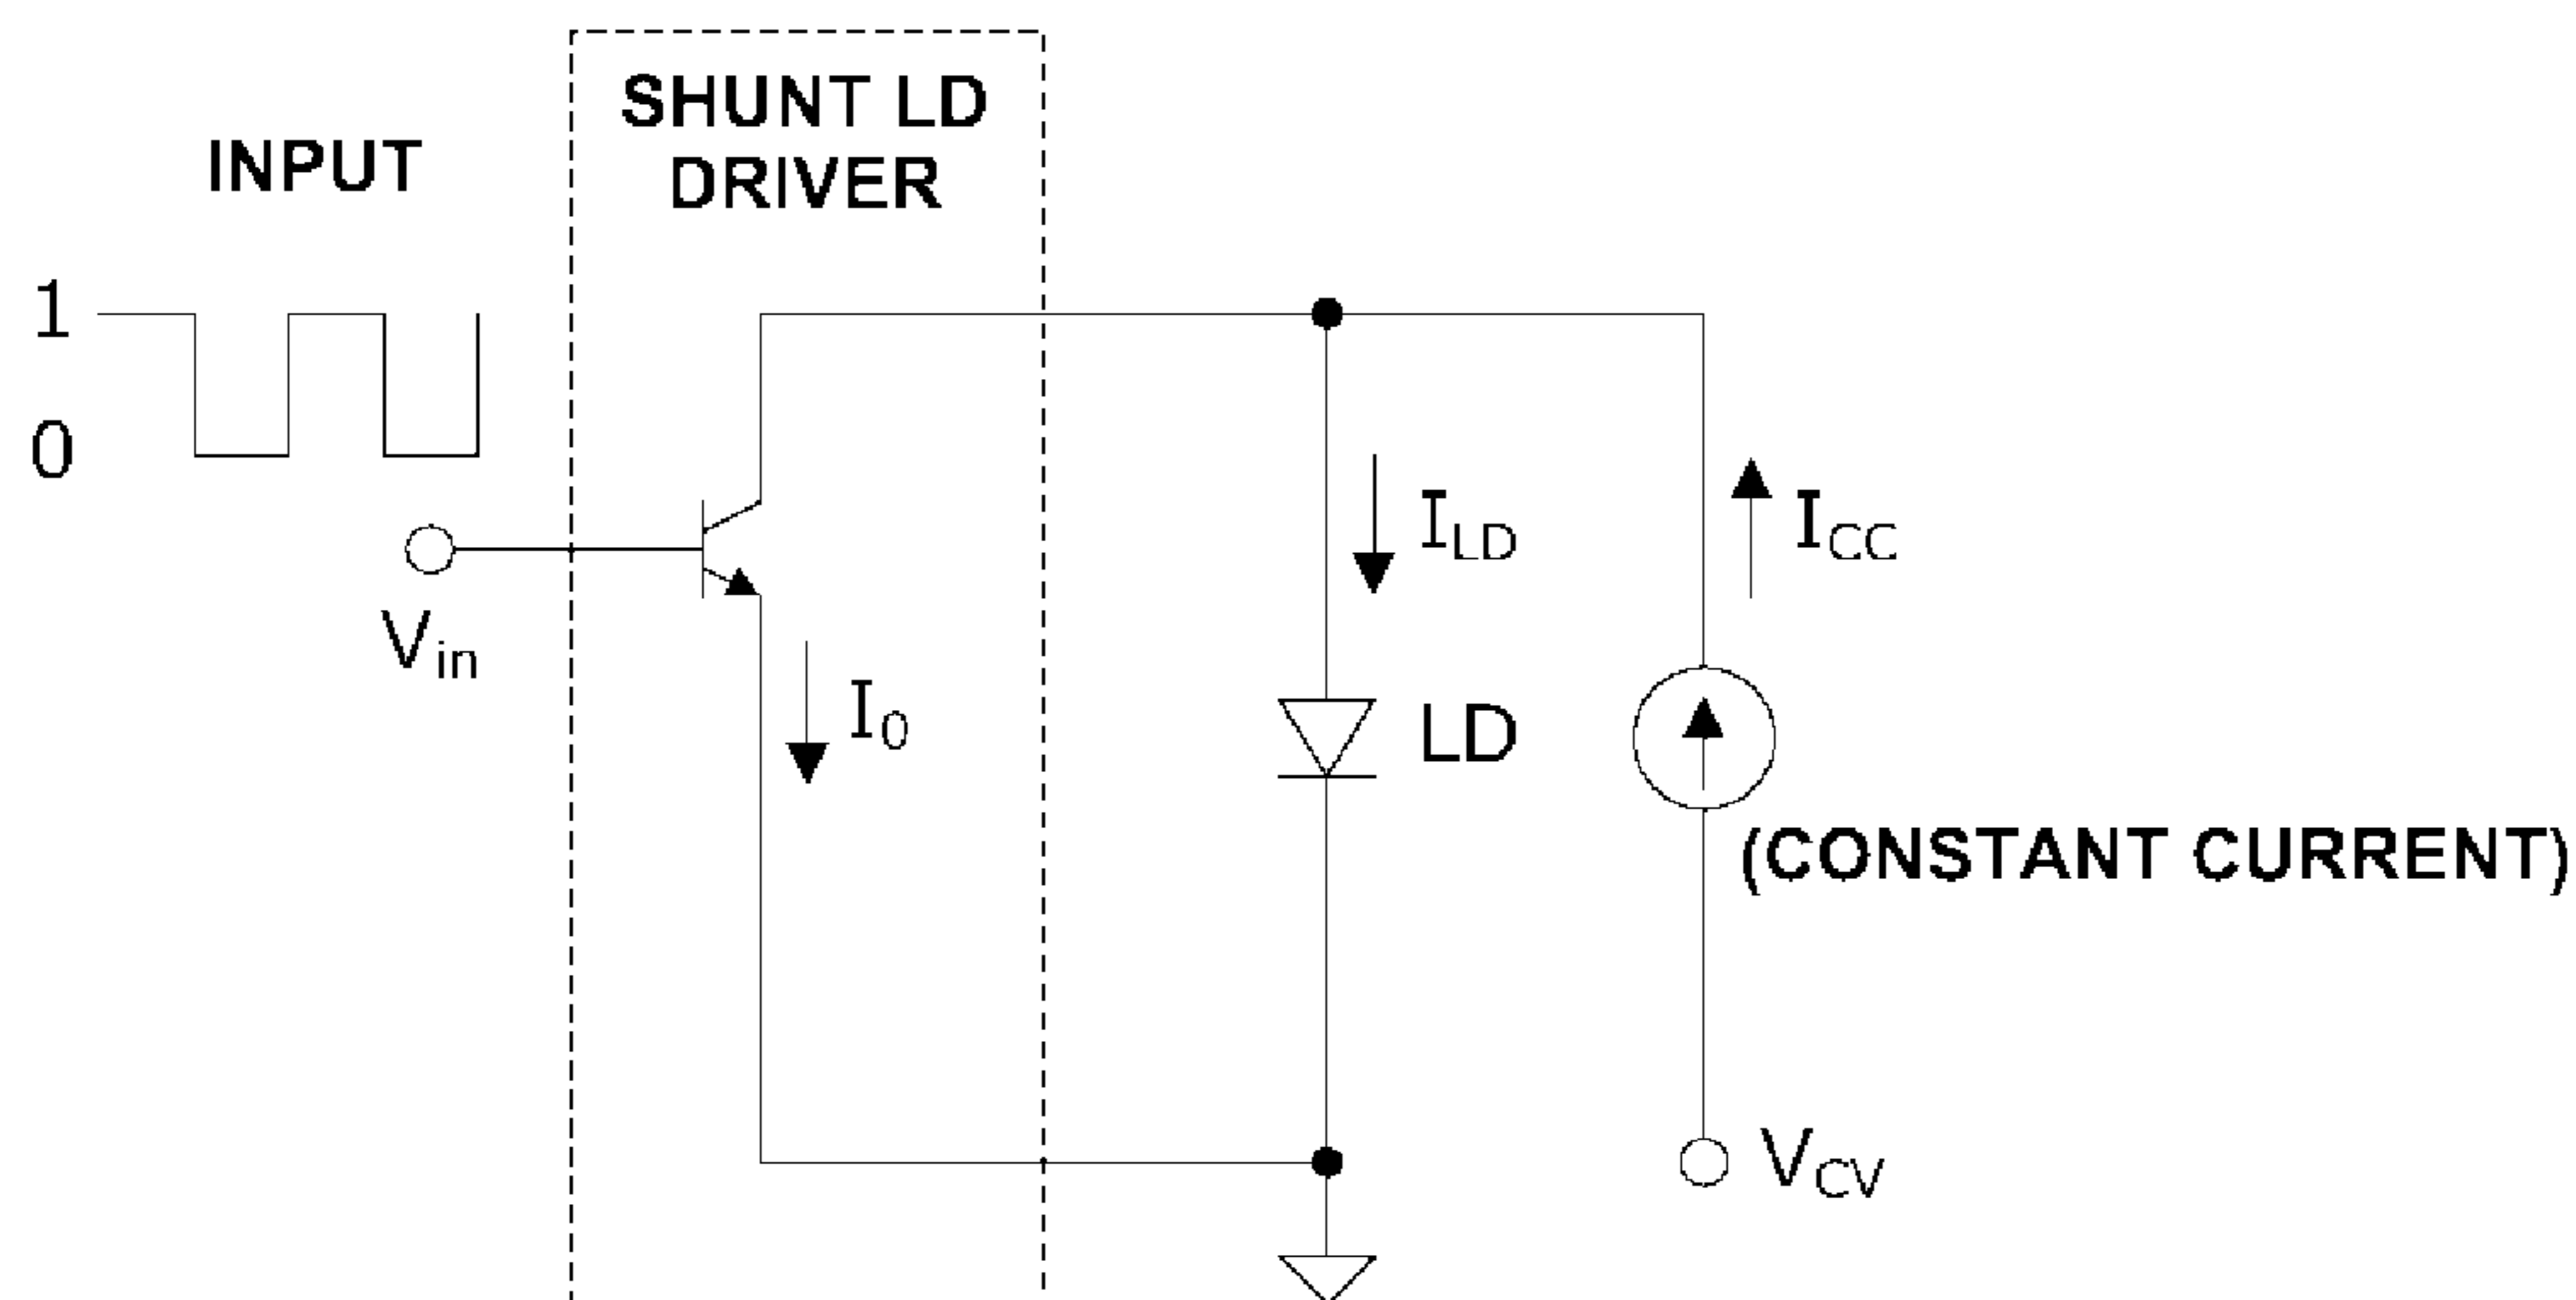 SHUNT LD
DRIVER
INPUT
1
0
V_in
I_0
I_LD
I_CC
LD
(CONSTANT CURRENT)
V_CV